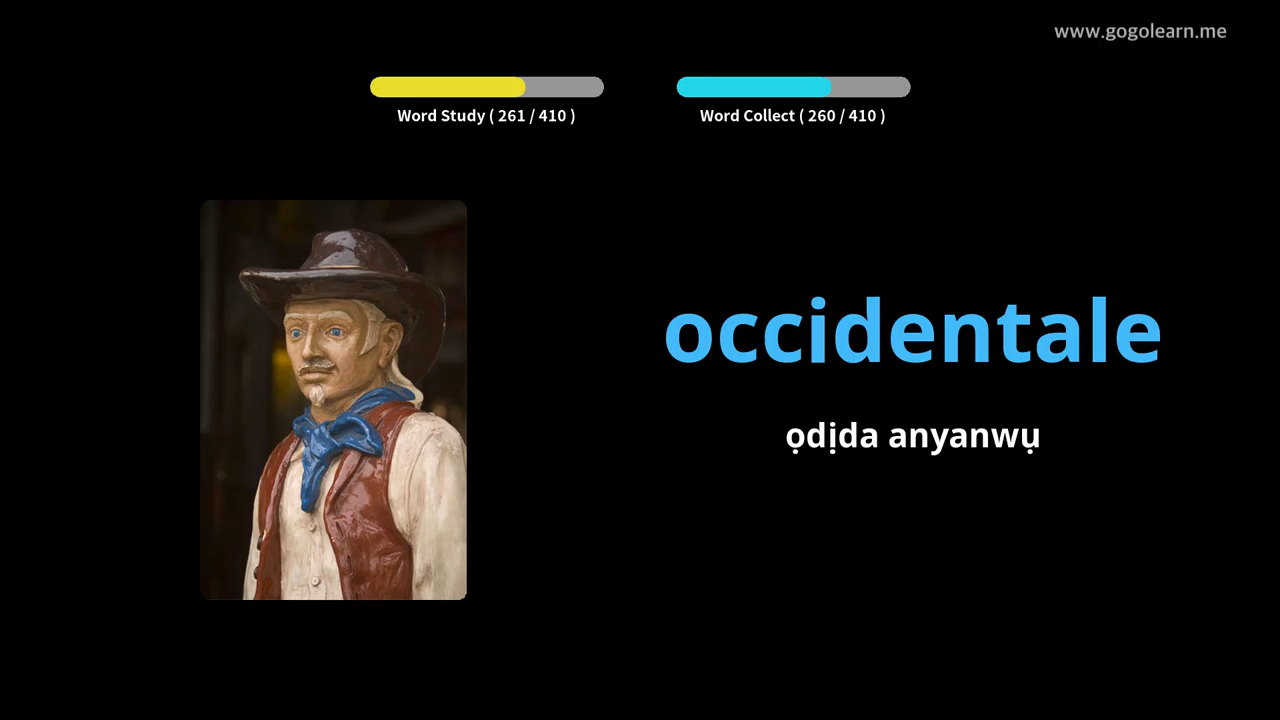 www.gogolearn.me
Word Study ( 261 / 410 )
Word Collect ( 260 / 410 )
occidentale
ọdịda anyanwụ